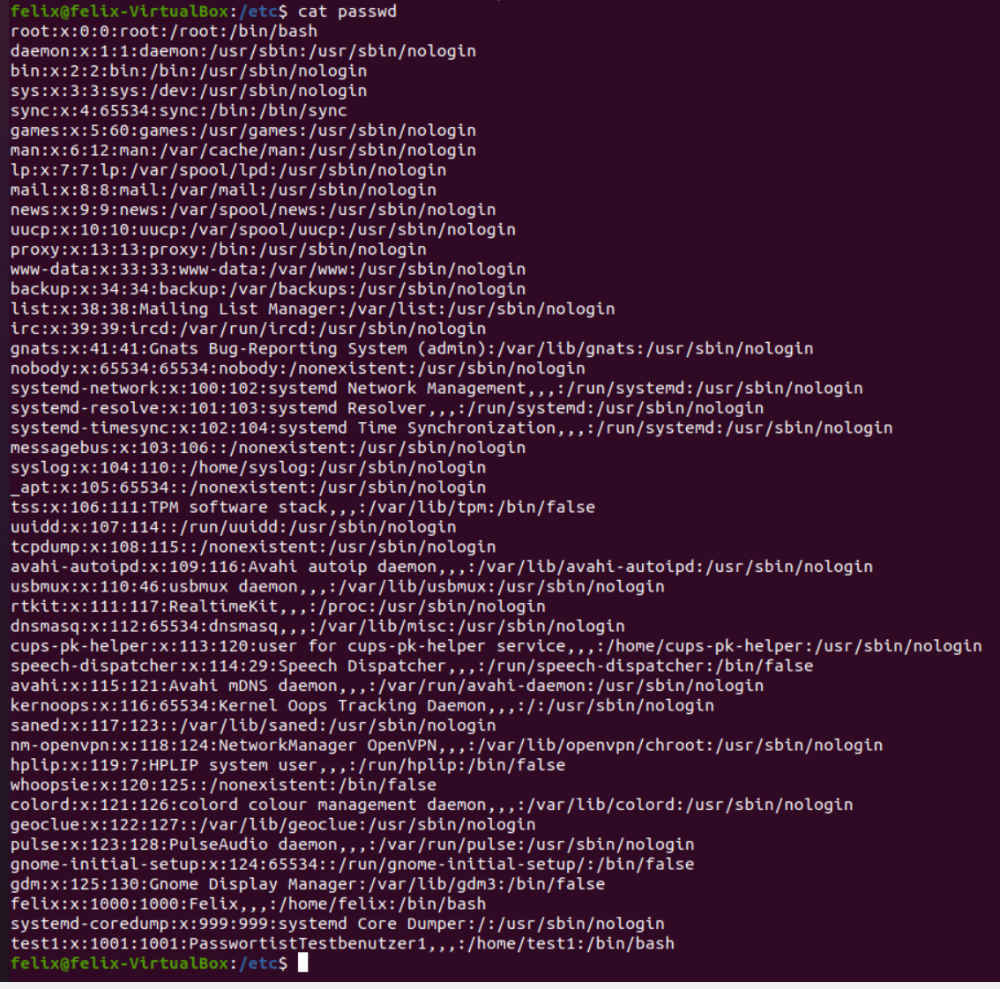 felix@felix-VirtualBox:/etc$ cat passwd
root:x:0:0:root:/root:/bin/bash
daemon:x:1:1:daemon:/usr/sbin:/usr/sbin/nologin
bin:x:2:2:bin:/bin:/usr/sbin/nologin
sys:x:3:3:sys:/dev:/usr/sbin/nologin
sync:x:4:65534:sync:/bin:/bin/sync
games:x:5:60:games:/usr/games:/usr/sbin/nologin
man:x:6:12:man:/var/cache/man:/usr/sbin/nologin
lp:x:7:7:lp:/var/spool/lpd:/usr/sbin/nologin
mail:x:8:8:mail:/var/mail:/usr/sbin/nologin
news:x:9:9:news:/var/spool/news:/usr/sbin/nologin
uucp:x:10:10:uucp:/var/spool/uucp:/usr/sbin/nologin
proxy:x:13:13:proxy:/bin:/usr/sbin/nologin
www-data:x:33:33:www-data:/var/www:/usr/sbin/nologin
backup:x:34:34:backup:/var/backups:/usr/sbin/nologin
list:x:38:38:Mailing List Manager:/var/list:/usr/sbin/nologin
irc:x:39:39:ircd:/var/run/ircd:/usr/sbin/nologin
gnats:x:41:41:Gnats Bug-Reporting System (admin):/var/lib/gnats:/usr/sbin/nologin
nobody:x:65534:65534:nobody:/nonexistent:/usr/sbin/nologin
systemd-network:x:100:102:systemd Network Management,,,:/run/systemd:/usr/sbin/nologin
systemd-resolve:x:101:103:systemd Resolver,,,:/run/systemd:/usr/sbin/nologin
systemd-timesync:x:102:104:systemd Time Synchronization,,,:/run/systemd:/usr/sbin/nologin
messagebus:x:103:106::/nonexistent:/usr/sbin/nologin
syslog:x:104:110::/home/syslog:/usr/sbin/nologin
_apt:x:105:65534::/nonexistent:/usr/sbin/nologin
tss:x:106:111:TPM software stack,,,:/var/lib/tpm:/bin/false
uuidd:x:107:114::/run/uuidd:/usr/sbin/nologin
tcpdump:x:108:115::/nonexistent:/usr/sbin/nologin
avahi-autoipd:x:109:116:Avahi autoip daemon,,,:/var/lib/avahi-autoipd:/usr/sbin/nologin
usbmux:x:110:46:usbmux daemon,,,:/var/lib/usbmux:/usr/sbin/nologin
rtkit:x:111:117:RealtimeKit,,,:/proc:/usr/sbin/nologin
dnsmasq:x:112:65534:dnsmasq,,,:/var/lib/misc:/usr/sbin/nologin
cups-pk-helper:x:113:120:user for cups-pk-helper service,,,:/home/cups-pk-helper:/usr/sbin/nologin
speech-dispatcher:x:114:29:Speech Dispatcher,,,:/run/speech-dispatcher:/bin/false
avahi:x:115:121:Avahi mDNS daemon,,,:/var/run/avahi-daemon:/usr/sbin/nologin
kernoops:x:116:65534:Kernel Oops Tracking Daemon,,,:/:/usr/sbin/nologin
saned:x:117:123::/var/lib/saned:/usr/sbin/nologin
nm-openvpn:x:118:124:NetworkManager OpenVPN,,,:/var/lib/openvpn/chroot:/usr/sbin/nologin
hplip:x:119:7:HPLIP system user,,,:/run/hplip:/bin/false
whoopsie:x:120:125::/nonexistent:/bin/false
colord:x:121:126:colord colour management daemon,,,:/var/lib/colord:/usr/sbin/nologin
geoclue:x:122:127::/var/lib/geoclue:/usr/sbin/nologin
pulse:x:123:128:PulseAudio daemon,,,:/var/run/pulse:/usr/sbin/nologin
gnome-initial-setup:x:124:65534::/run/gnome-initial-setup/:/bin/false
gdm:x:125:130:Gnome Display Manager:/var/lib/gdm3:/bin/false
felix:x:1000:1000:Felix,,,:/home/felix:/bin/bash
systemd-coredump:x:999:999:systemd Core Dumper:/:/usr/sbin/nologin
test1:x:1001:1001:PasswortistTestbenutzer1,,,:/home/test1:/bin/bash
felix@felix-VirtualBox:/etc$